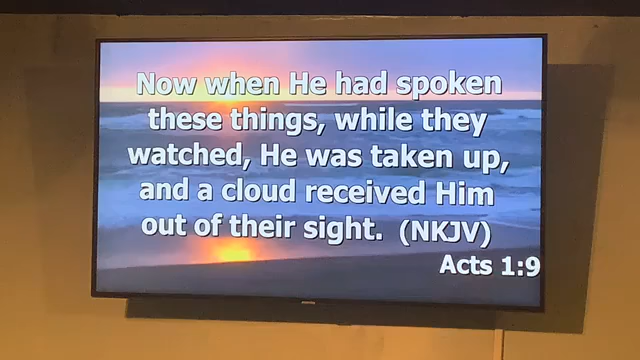 Now when He had spoken
these things, while they
watched, He was taken up,
and a cloud received Him
out of their sight. (NKJV)
Acts 1:9